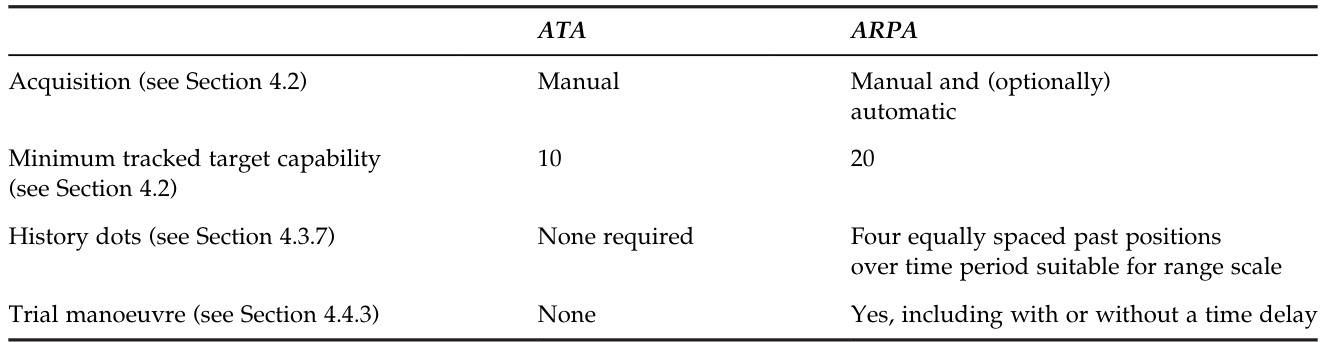 ATA ARPA
Acquisition (see Section 4.2) Manual Manual and (optionally)
automatic
Minimum tracked target capability 10 20
(see Section 4.2)
History dots (see Section 4.3.7) None required Four equally spaced past positions
over time period suitable for range scale
Trial manoeuvre (see Section 4.4.3) None Yes, including with or without a time delay